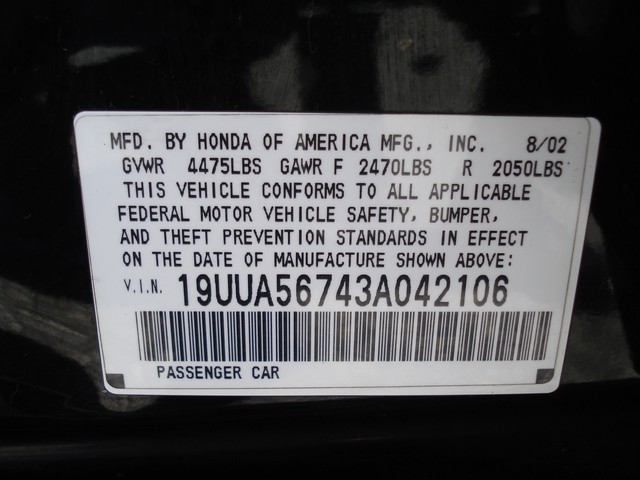 MFD. BY HONDA OF AMERICA MFG., INC. 8/02
GVWR 4475LBS GAWR F 2470LBS R 2050LBS
THIS VEHICLE CONFORMS TO ALL APPLICABLE
FEDERAL MOTOR VEHICLE SAFETY, BUMPER,
AND THEFT PREVENTION STANDARDS IN EFFECT
ON THE DATE OF MANUFACTURE SHOWN ABOVE:
V.I.N. 19UUA56743A042106
PASSENGER CAR